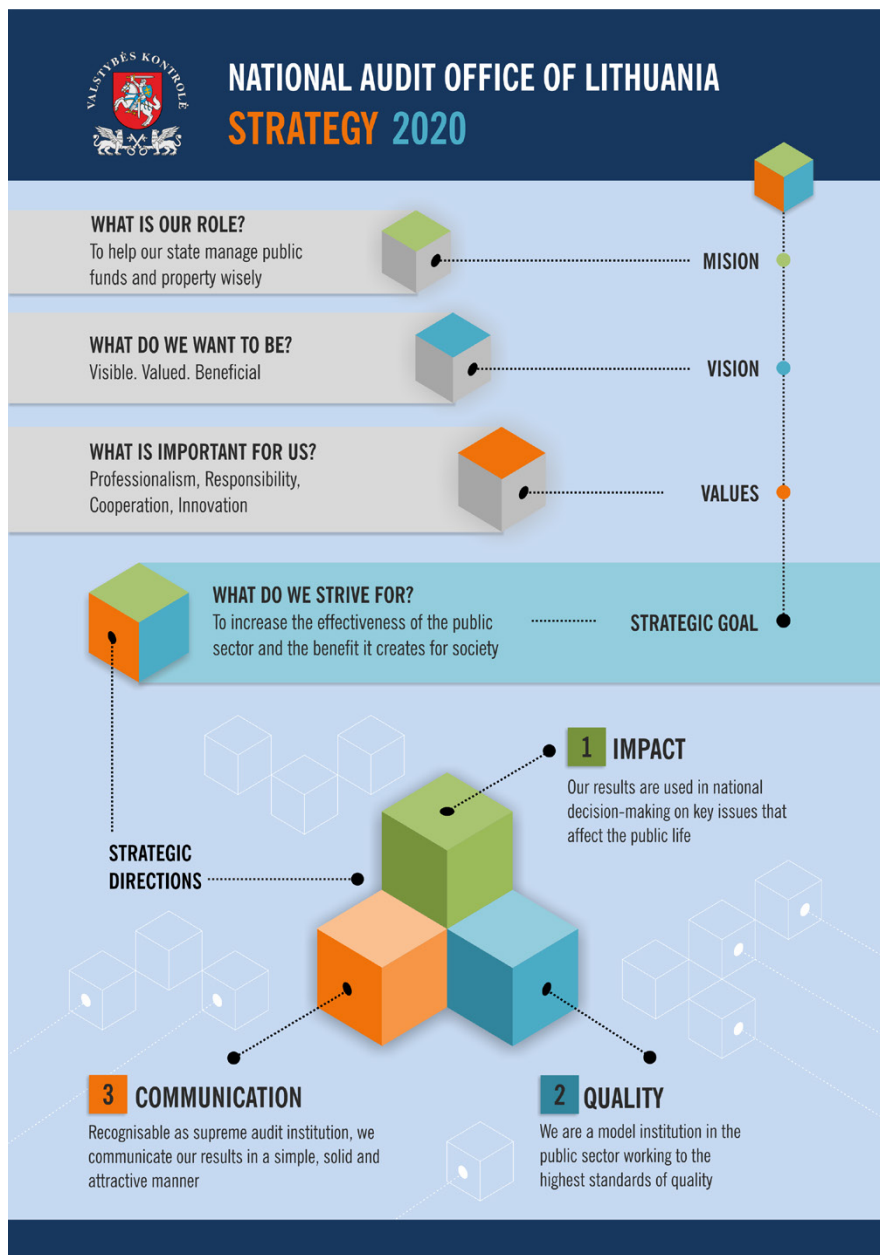 VALSTYBĖS KONTROLĖ
NATIONAL AUDIT OFFICE OF LITHUANIA
STRATEGY 2020
WHAT IS OUR ROLE?
To help our state manage public
funds and property wisely
MISION
WHAT DO WE WANT TO BE?
Visible. Valued. Beneficial
VISION
WHAT IS IMPORTANT FOR US?
Professionalism, Responsibility,
Cooperation, Innovation
VALUES
WHAT DO WE STRIVE FOR?
To increase the effectiveness of the public
sector and the benefit it creates for society
STRATEGIC GOAL
1 IMPACT
Our results are used in national
decision-making on key issues that
affect the public life
STRATEGIC
DIRECTIONS
3 COMMUNICATION
Recognisable as supreme audit institution, we
communicate our results in a simple, solid and
attractive manner
2 QUALITY
We are a model institution in the
public sector working to the
highest standards of quality